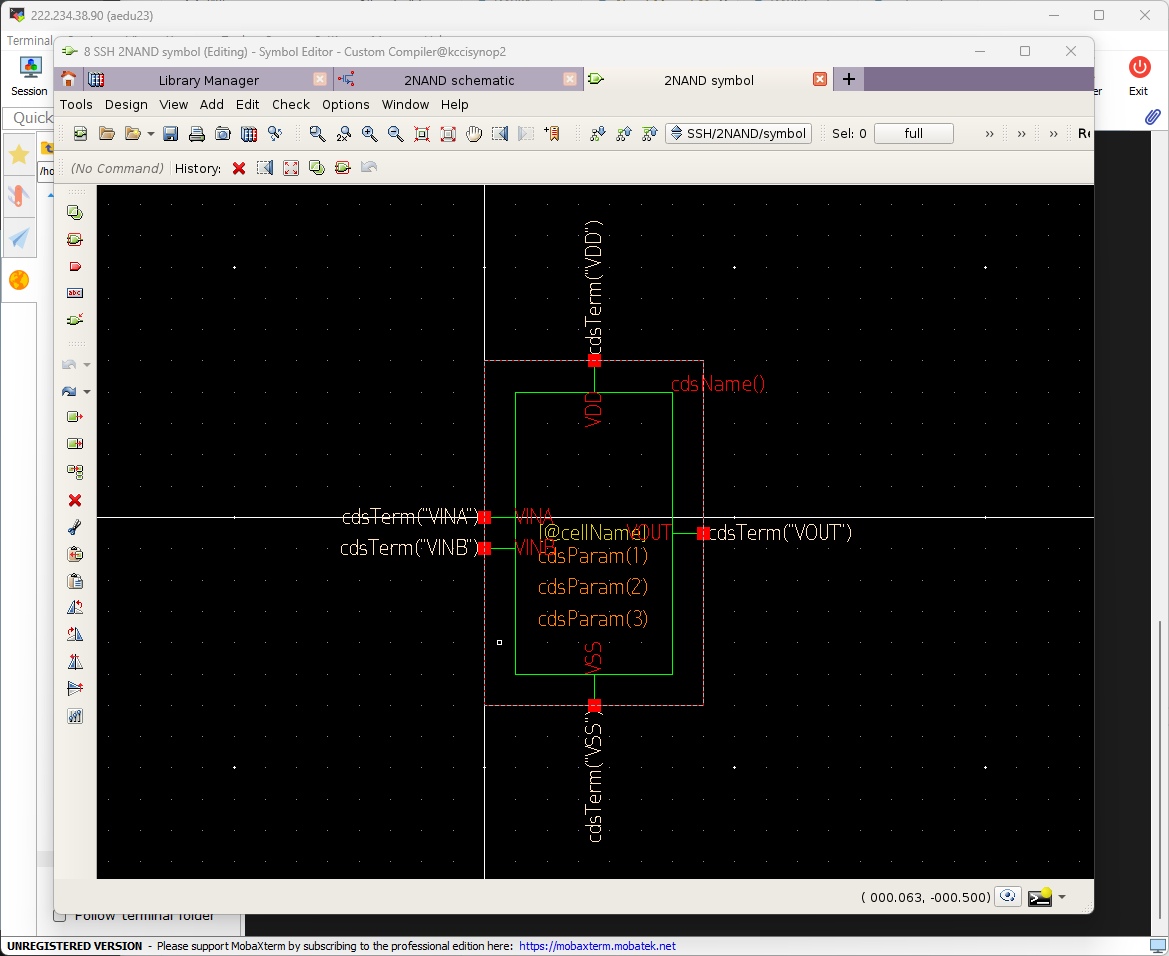 222.234.38.90 (aedu23)
Terminal
8 SSH 2NAND symbol (Editing) - Symbol Editor - Custom Compiler@kccisynop2
Session
Library Manager
2NAND schematic
2NAND symbol
er
Exit
Tools Design View Add Edit Check Options Window Help
Quick
2X
SSH/2NAND/symbol
Sel: 0
full
»
»
»
Re
/ho
(No Command) History:
abc
cdsTerm("VDD")
cdsName()
VDD
cdsTerm("VINA")
VINA
[@cellName]
VOUT
cdsTerm("VOUT")
cdsTerm("VINB")
VINB
cdsParam(1)
cdsParam(2)
cdsParam(3)
VSS
cdsTerm("VSS")
( 000.063, -000.500)
Follow terminal folder
UNREGISTERED VERSION - Please support MobaXterm by subscribing to the professional edition here: https://mobaxterm.mobatek.net